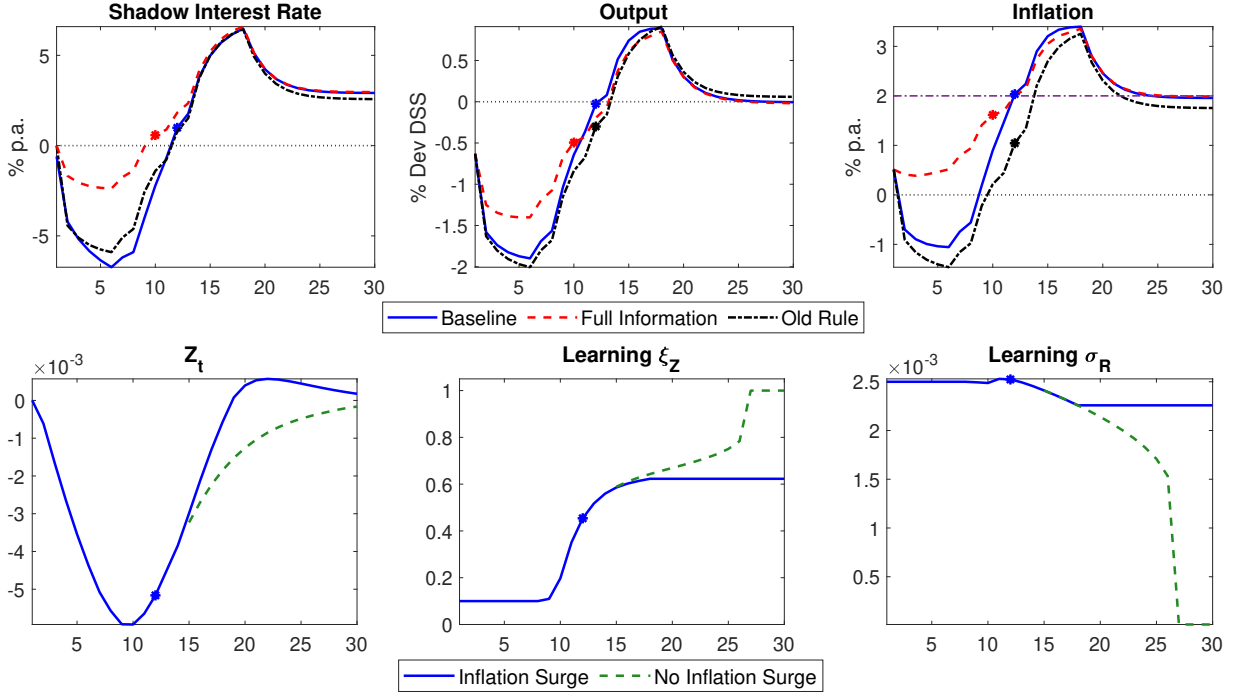 Shadow Interest Rate
Output
Inflation
% p.a.
5
0
-5
5 10 15 20 25 30
% Dev DSS
0.5
0
-0.5
-1
-1.5
-2
5 10 15 20 25 30
% p.a.
3
2
1
0
-1
5 10 15 20 25 30
Baseline Full Information Old Rule
Z_t
Learning ξ_Z
Learning σ_R
×10^-3
0
-1
-2
-3
-4
-5
5 10 15 20 25 30
1
0.8
0.6
0.4
0.2
0
5 10 15 20 25 30
×10^-3
2.5
2
1.5
1
0.5
5 10 15 20 25 30
Inflation Surge No Inflation Surge